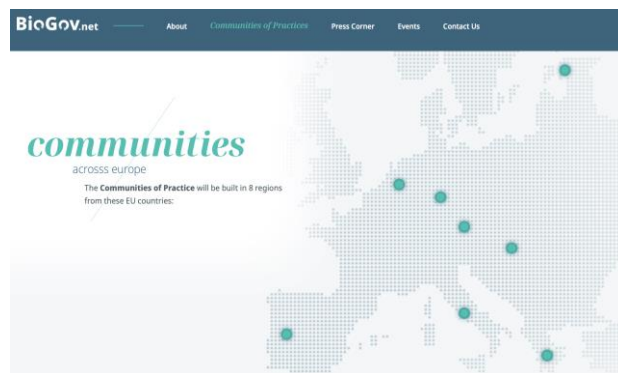 BioGov.net About Communities of Practices Press Corner Events Contact Us
communities
acrosss europe
The Communities of Practice will be built in 8 regions
from these EU countries: